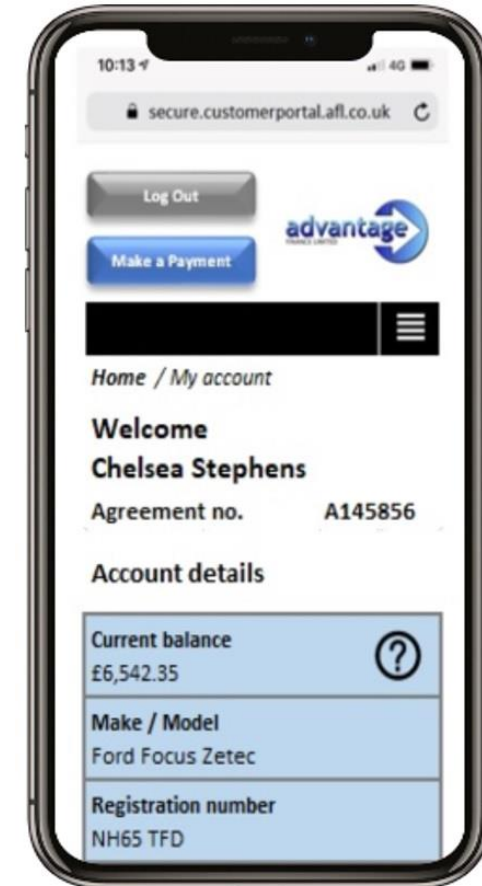 10:13
4G
secure.customerportal.afl.co.uk
Log Out
Make a Payment
advantage
FINANCE LIMITED
Home / My account
Welcome
Chelsea Stephens
Agreement no. A145856
Account details
Current balance
£6,542.35
?
Make / Model
Ford Focus Zetec
Registration number
NH65 TFD